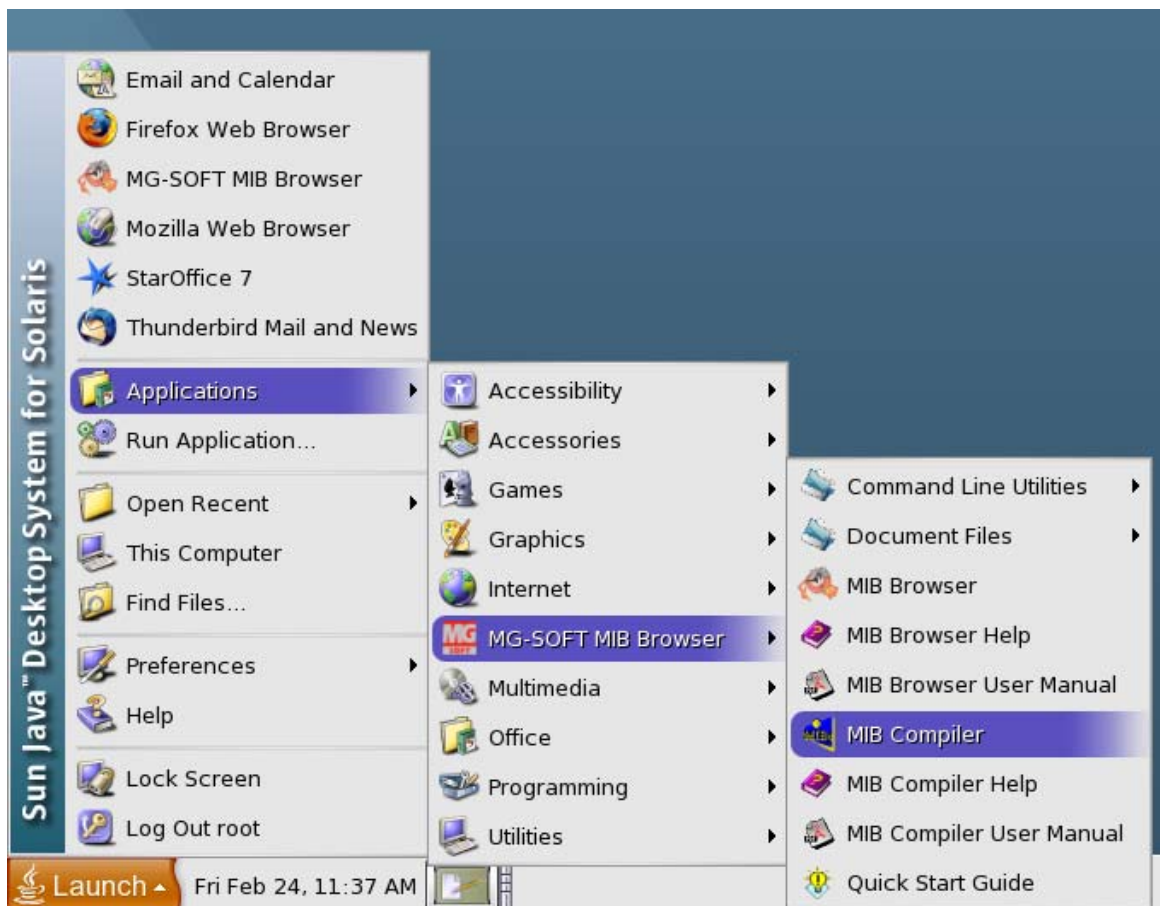 Sun Java™ Desktop System for Solaris
Email and Calendar
Firefox Web Browser
MG-SOFT MIB Browser
Mozilla Web Browser
StarOffice 7
Thunderbird Mail and News
Applications
Run Application...
Open Recent
This Computer
Find Files...
Preferences
Help
Lock Screen
Log Out root
Accessibility
Accessories
Games
Graphics
Internet
MG SOFT
MG-SOFT MIB Browser
Multimedia
Office
Programming
Utilities
Command Line Utilities
Document Files
MIB Browser
MIB Browser Help
MIB Browser User Manual
MIB Compiler
MIB Compiler Help
MIB Compiler User Manual
Quick Start Guide
Launch
Fri Feb 24, 11:37 AM